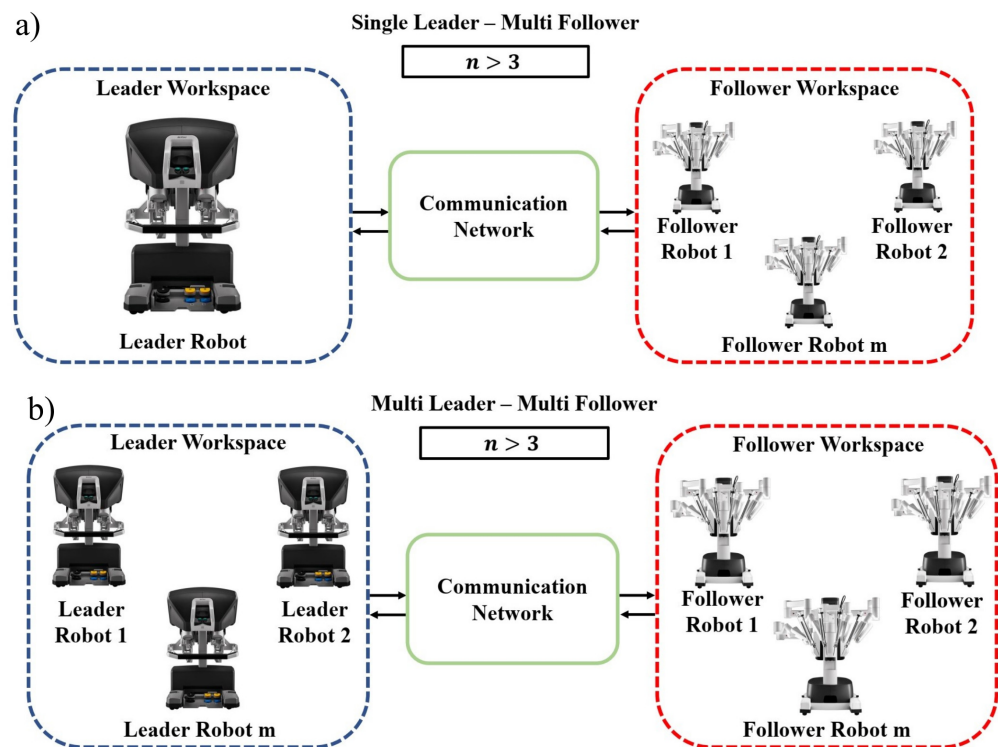 a)
Single Leader – Multi Follower
n > 3
Leader Workspace
Follower Workspace
Communication
Network
Follower
Robot 1
Follower
Robot 2
Leader Robot
Follower Robot m
b)
Multi Leader – Multi Follower
n > 3
Leader Workspace
Follower Workspace
Leader
Robot 1
Leader
Robot 2
Communication
Network
Follower
Robot 1
Follower
Robot 2
Leader Robot m
Follower Robot m